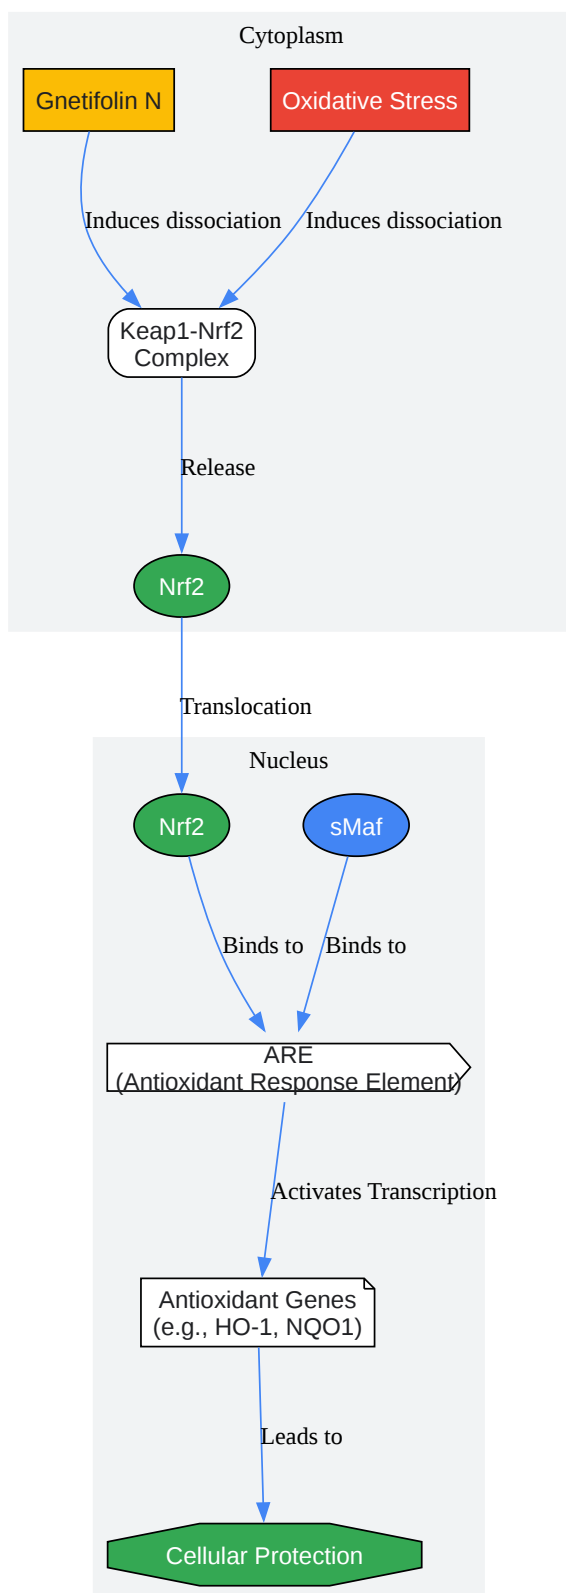 Cytoplasm
Gnetifolin N
Oxidative Stress
Induces dissociation
Induces dissociation
Keap1-Nrf2
Complex
Release
Nrf2
Translocation
Nucleus
Nrf2
sMaf
Binds to
Binds to
ARE
(Antioxidant Response Element)
Activates Transcription
Antioxidant Genes
(e.g., HO-1, NQO1)
Leads to
Cellular Protection